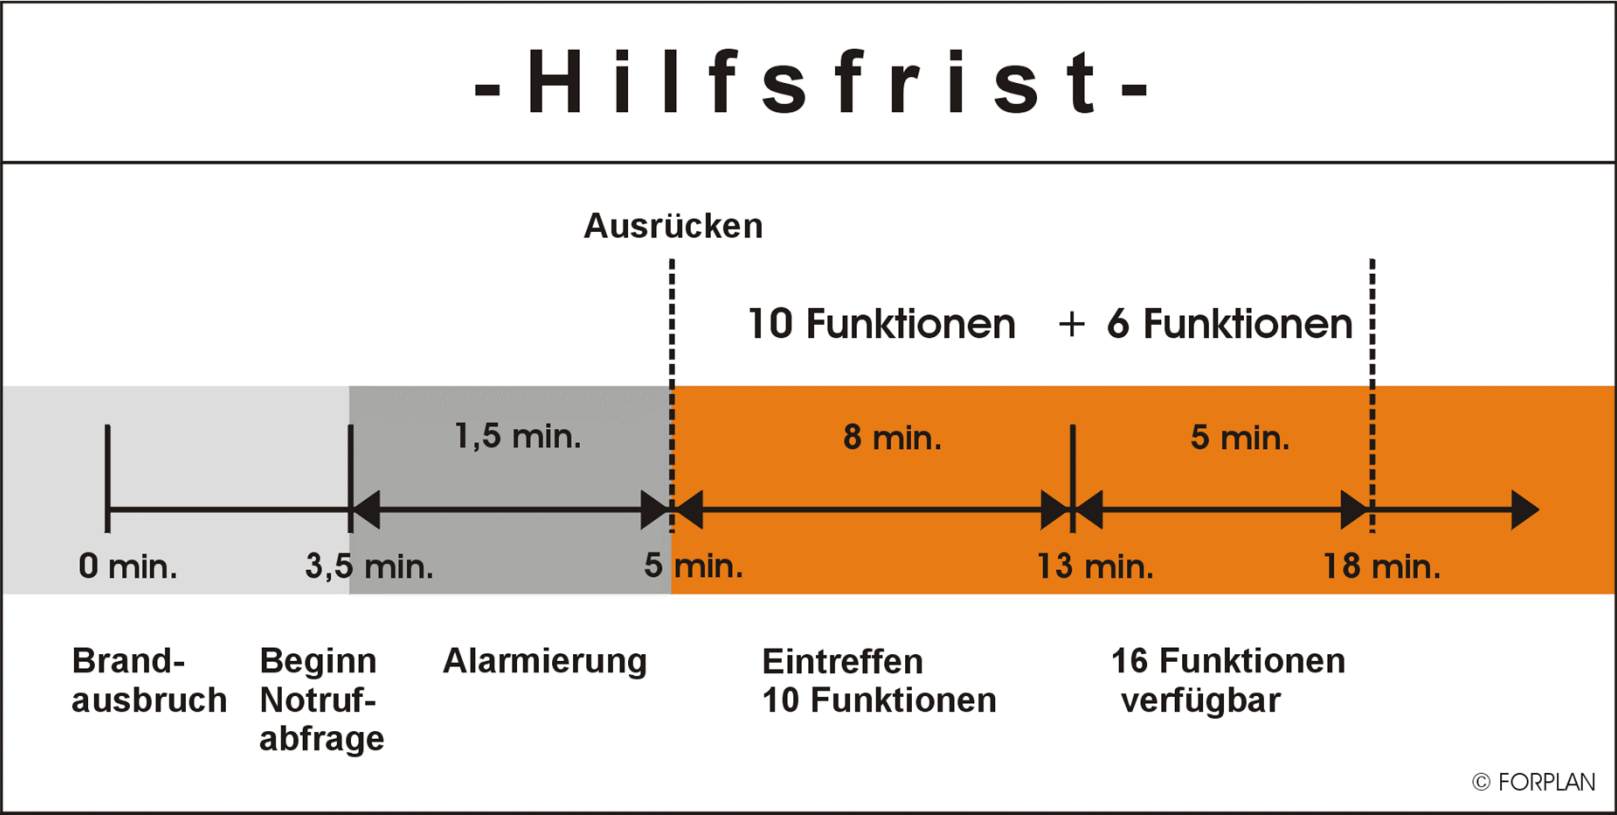 - H i l f s f r i s t -
Ausrücken
10 Funktionen + 6 Funktionen
1,5 min. 8 min. 5 min.
0 min. 3,5 min. 5 min. 13 min. 18 min.
Brand-
ausbruch
Beginn
Notruf-
abfrage
Alarmierung
Eintreffen
10 Funktionen
16 Funktionen
verfügbar
© FORPLAN